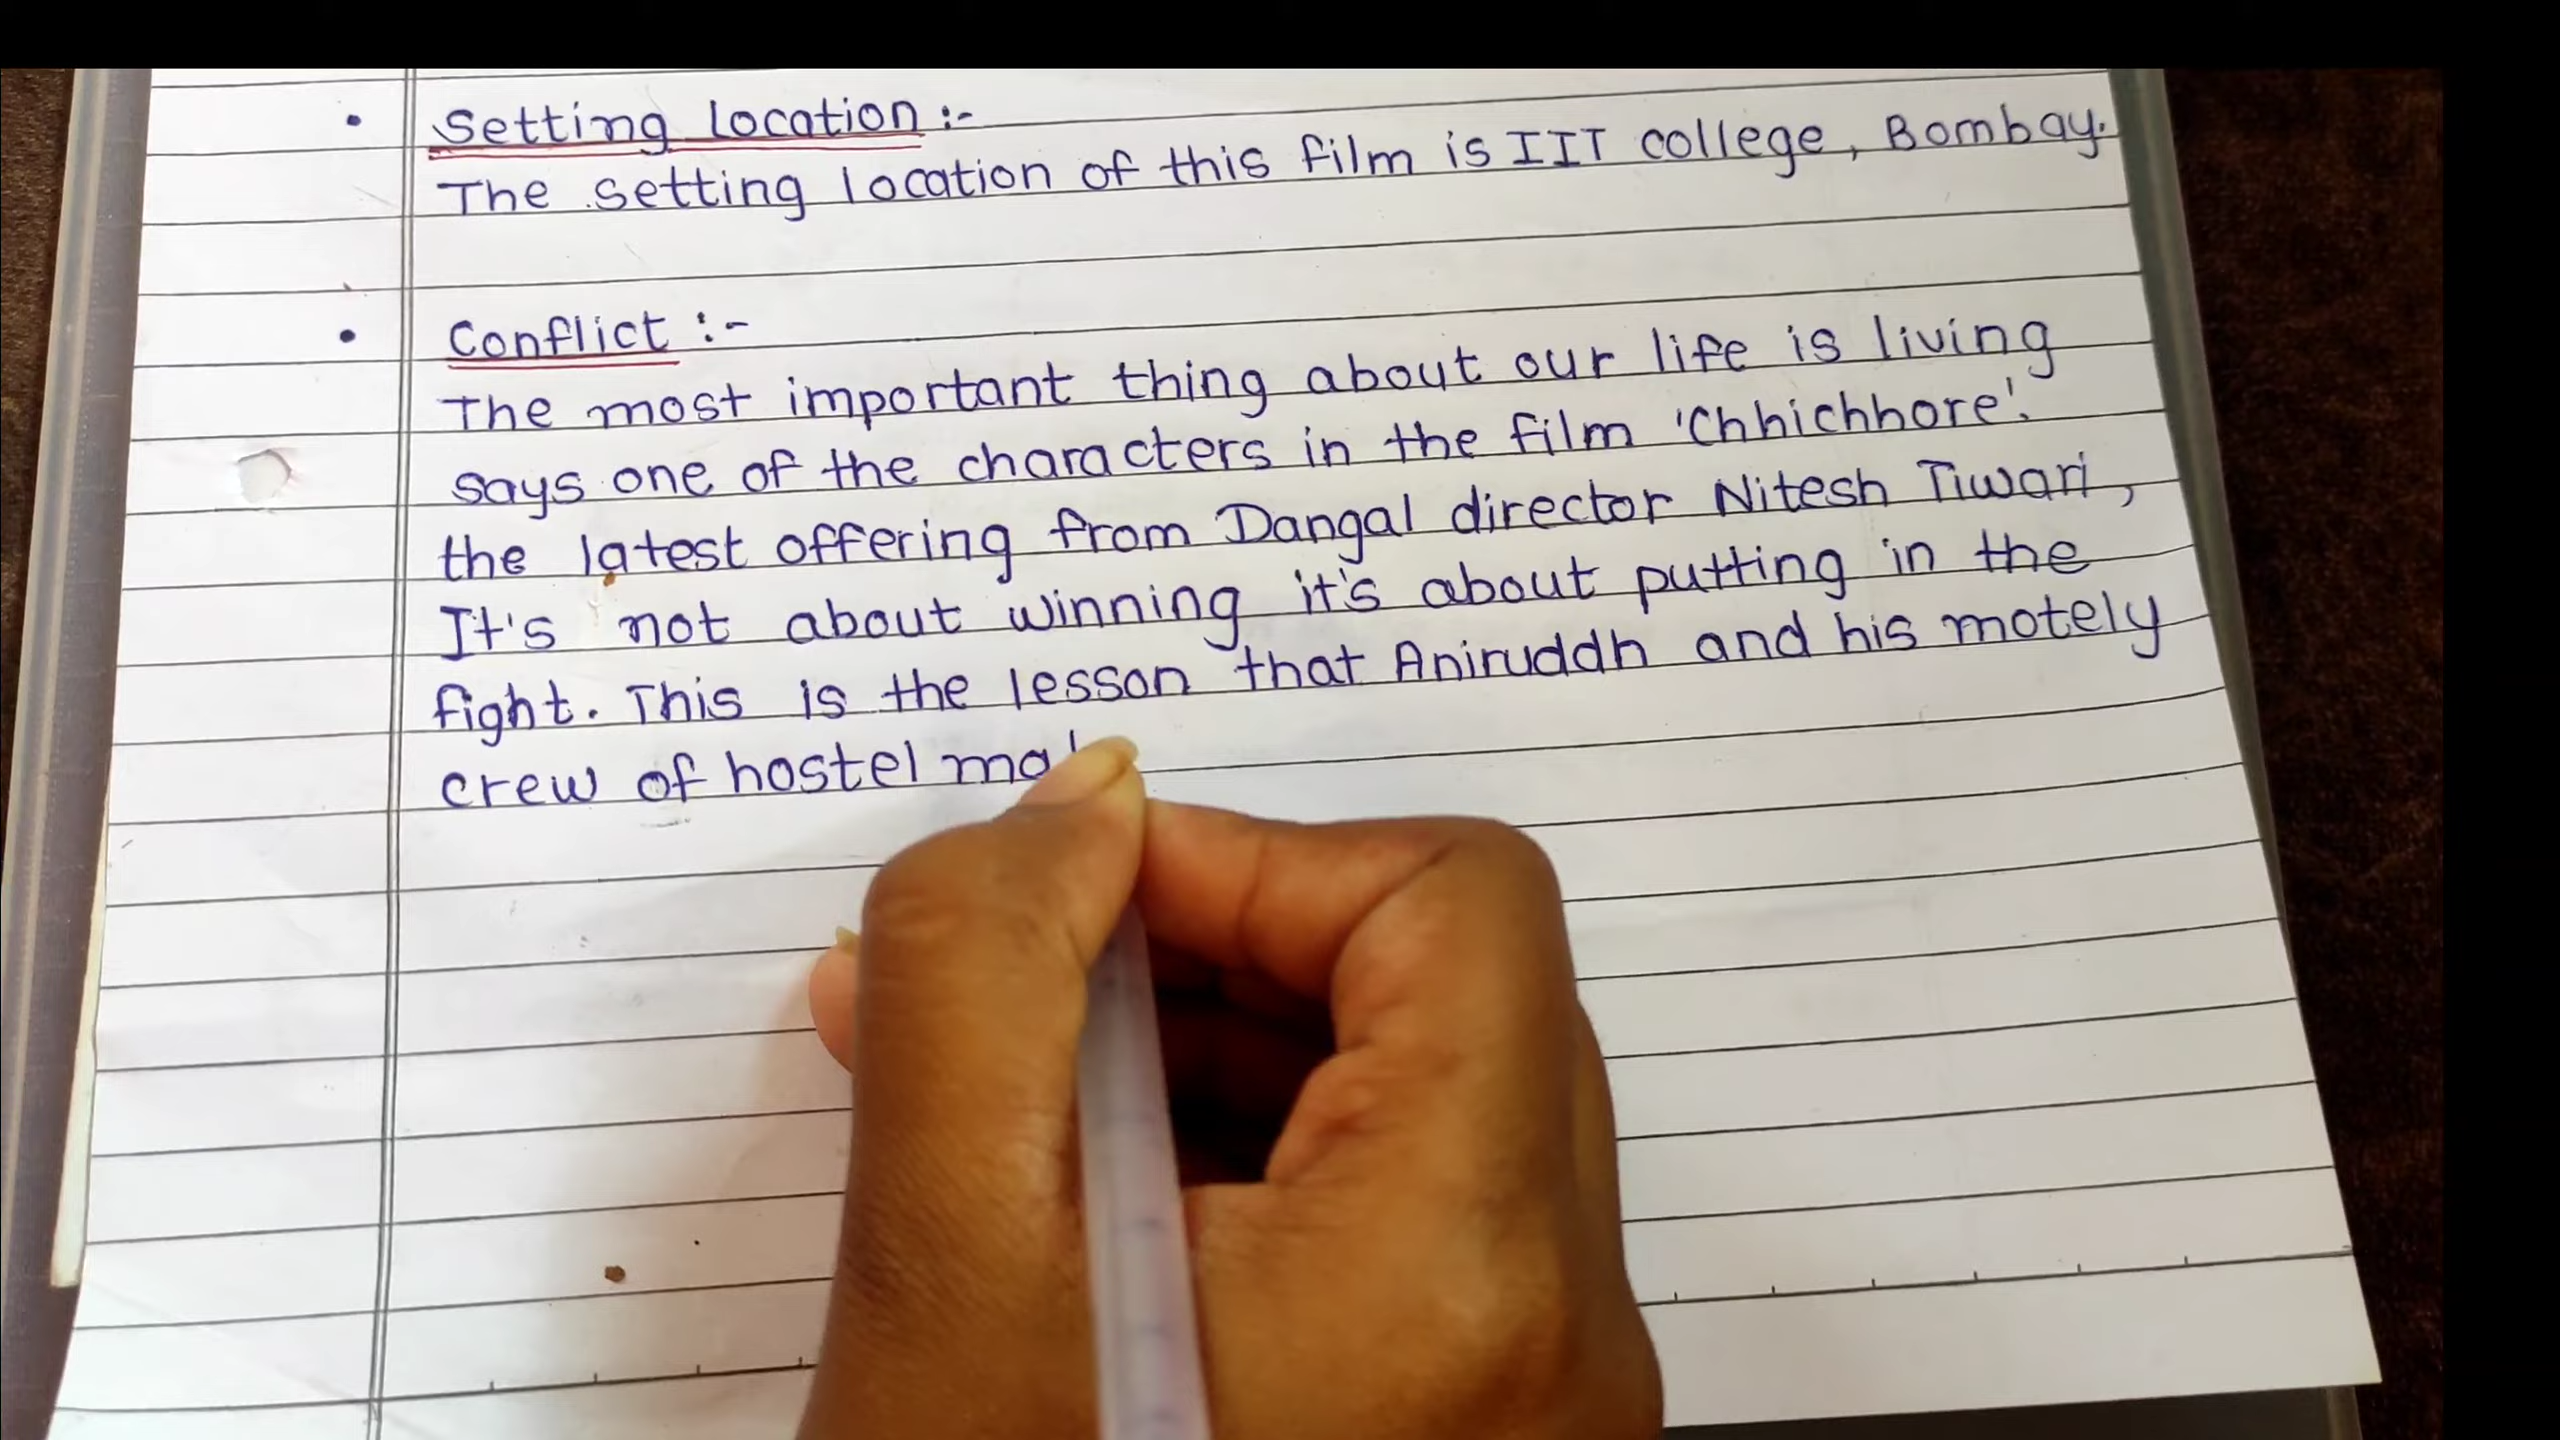 • Setting location :-
The setting location of this film is IIT college, Bombay.
• Conflict :-
The most important thing about our life is living
says one of the characters in the film 'Chhichhore'.
the latest offering from Dangal director Nitesh Tiwari,
It's not about winning it's about putting in the
fight. This is the lesson that Aniruddh and his motely
crew of hostel